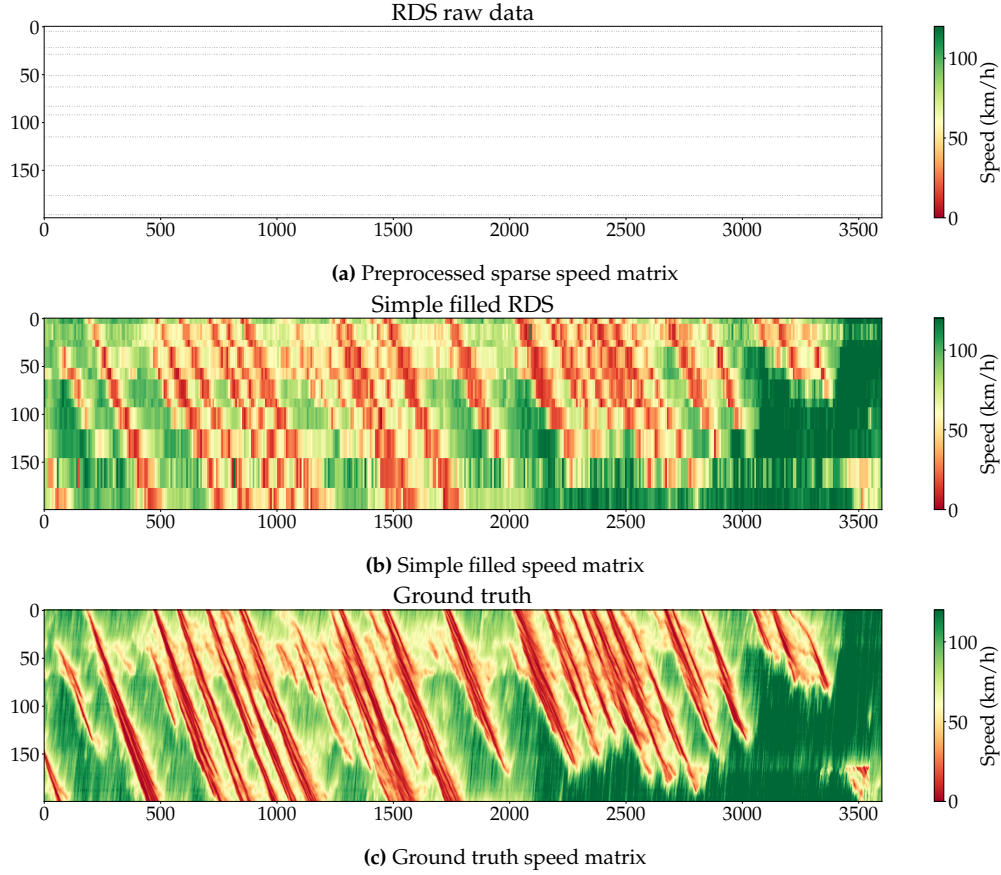 RDS raw data
0
50
100
150
0 500 1000 1500 2000 2500 3000 3500
100
50
0
Speed (km/h)
(a) Preprocessed sparse speed matrix
Simple filled RDS
0
50
100
150
0 500 1000 1500 2000 2500 3000 3500
100
50
0
Speed (km/h)
(b) Simple filled speed matrix
Ground truth
0
50
100
150
0 500 1000 1500 2000 2500 3000 3500
100
50
0
Speed (km/h)
(c) Ground truth speed matrix